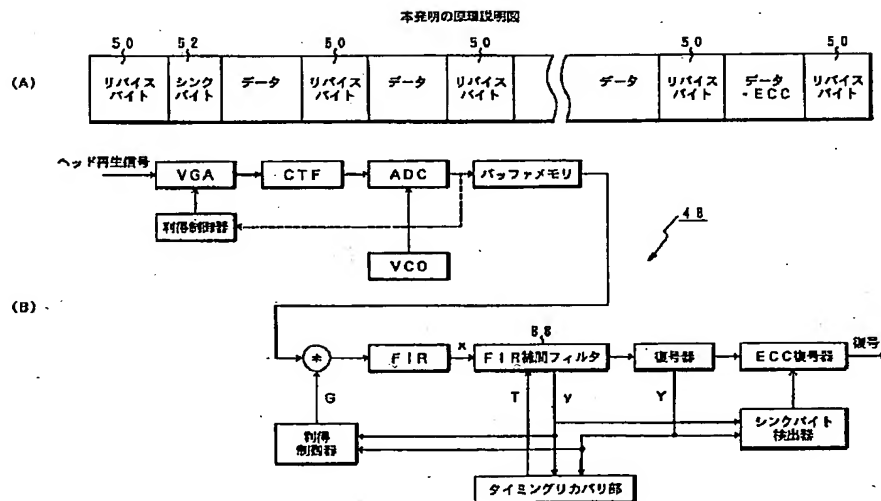 本発明の原理説明図
50 52 50 50 50 50
(A)
リバイス
バイト
シンク
バイト
データ
リバイス
バイト
データ
リバイス
バイト
データ
リバイス
バイト
データ
・ECC
リバイス
バイト
ヘッド再生信号
VGA
CTF
ADC
バッファメモリ
利得制御器
VCO
48
(B)
88
*
FIR
x
FIR補間フィルタ
復号器
ECC復号器
復号
G
T
y
Y
利得
制御器
シンクバイト
検出器
タイミングリカバリ部